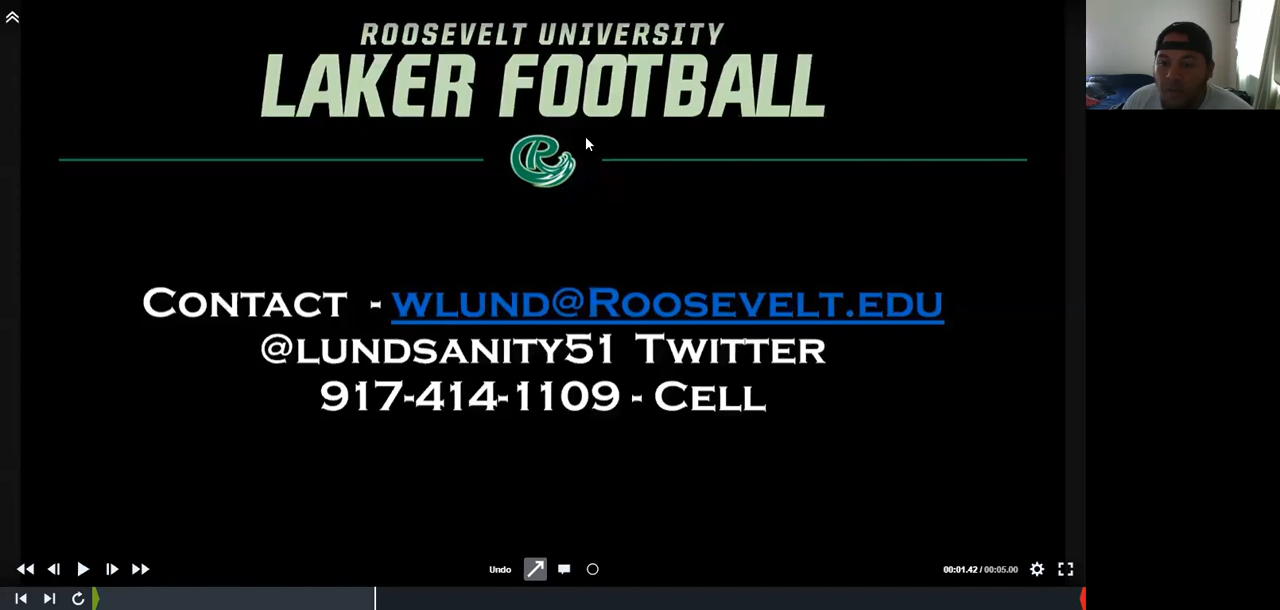 ROOSEVELT UNIVERSITY
LAKER FOOTBALL
R
CONTACT - WLUND@ROOSEVELT.EDU
@LUNDSANITY51 TWITTER
917-414-1109 - CELL
Undo
00:01.42 / 00:05.00